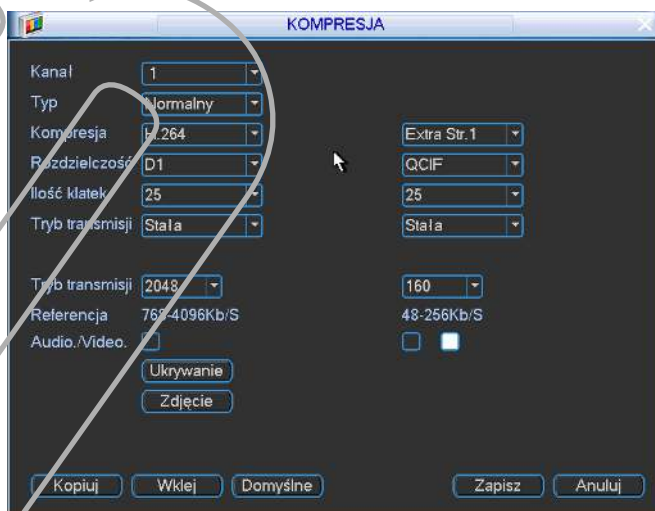 KOMPRESJA
Kanał 1
Typ Normalny
Kompresja H.264 Extra Str.1
Rozdzielczość D1 QCIF
Ilość klatek 25 25
Tryb transmisji Stała Stała
Tryb transmisji 2048 160
Referencja 768-4096Kb/S 48-256Kb/S
Audio./Video.
Ukrywanie
Zdjęcie
Kopiuj Wklej Domyślne Zapisz Anuluj